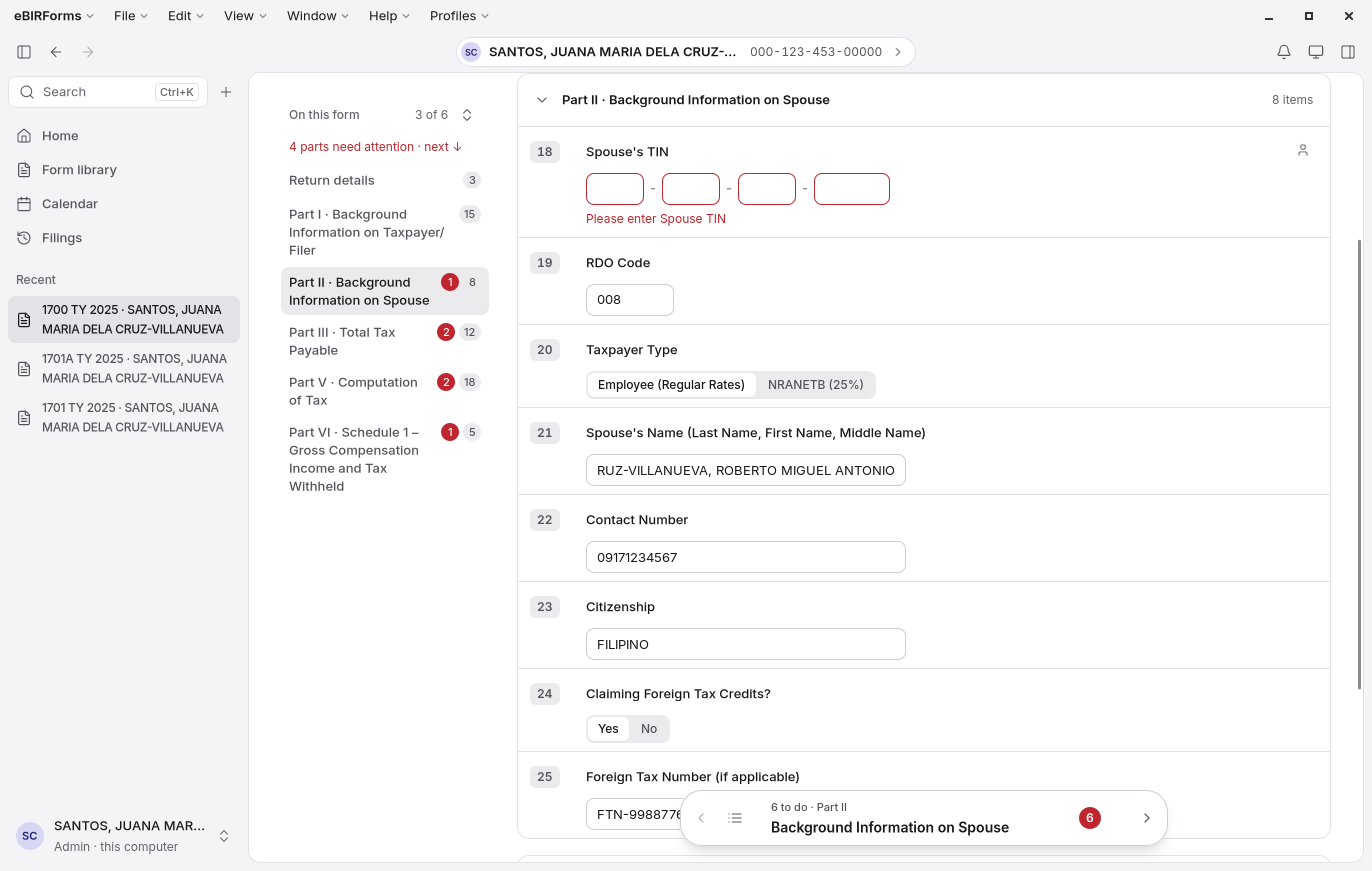 eBIRForms File Edit View Window Help Profiles
SC SANTOS, JUANA MARIA DELA CRUZ-... 000-123-453-00000
Search Ctrl+K
Home
Form library
Calendar
Filings
Recent
1700 TY 2025 · SANTOS, JUANA
MARIA DELA CRUZ-VILLANUEVA
1701A TY 2025 · SANTOS, JUANA
MARIA DELA CRUZ-VILLANUEVA
1701 TY 2025 · SANTOS, JUANA
MARIA DELA CRUZ-VILLANUEVA
SC SANTOS, JUANA MAR...
Admin · this computer
On this form 3 of 6
4 parts need attention · next ↓
Return details 3
Part I · Background 15
Information on Taxpayer/
Filer
Part II · Background 1 8
Information on Spouse
Part III · Total Tax 2 12
Payable
Part V · Computation 2 18
of Tax
Part VI · Schedule 1 – 1 5
Gross Compensation
Income and Tax
Withheld
Part II · Background Information on Spouse 8 items
18 Spouse's TIN
- - -
Please enter Spouse TIN
19 RDO Code
008
20 Taxpayer Type
Employee (Regular Rates) NRANETB (25%)
21 Spouse's Name (Last Name, First Name, Middle Name)
RUZ-VILLANUEVA, ROBERTO MIGUEL ANTONIO
22 Contact Number
09171234567
23 Citizenship
FILIPINO
24 Claiming Foreign Tax Credits?
Yes No
25 Foreign Tax Number (if applicable)
FTN-9988776
6 to do · Part II
Background Information on Spouse 6